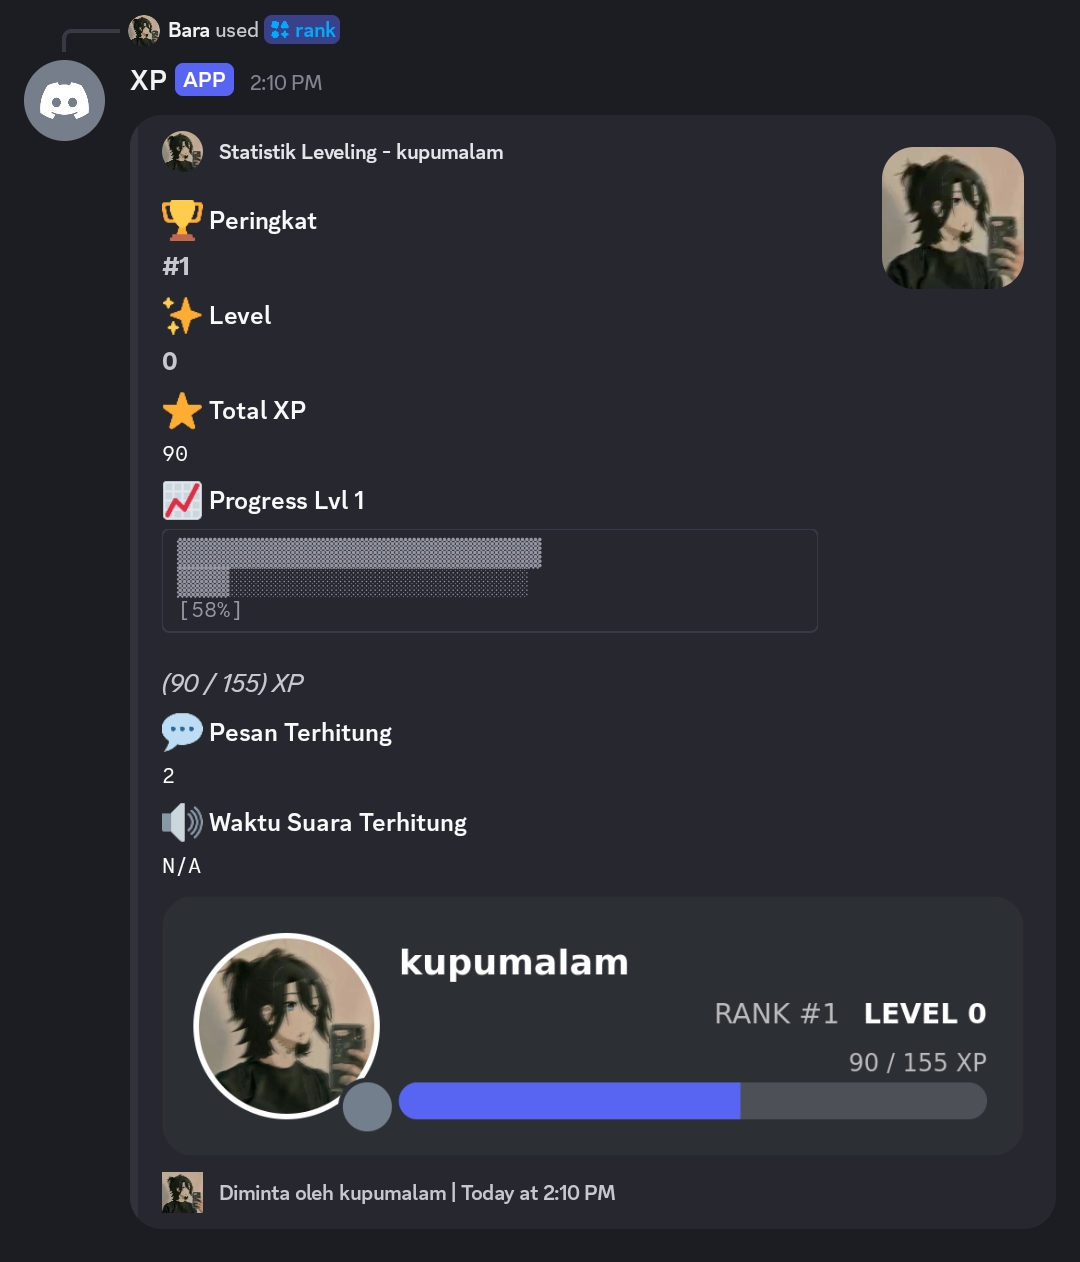 Bara used rank
XP APP 2:10 PM
Statistik Leveling - kupumalam
Peringkat
#1
Level
0
Total XP
90
Progress Lvl 1
[58%]
(90 / 155) XP
Pesan Terhitung
2
Waktu Suara Terhitung
N/A
kupumalam
RANK #1 LEVEL 0
90 / 155 XP
Diminta oleh kupumalam | Today at 2:10 PM